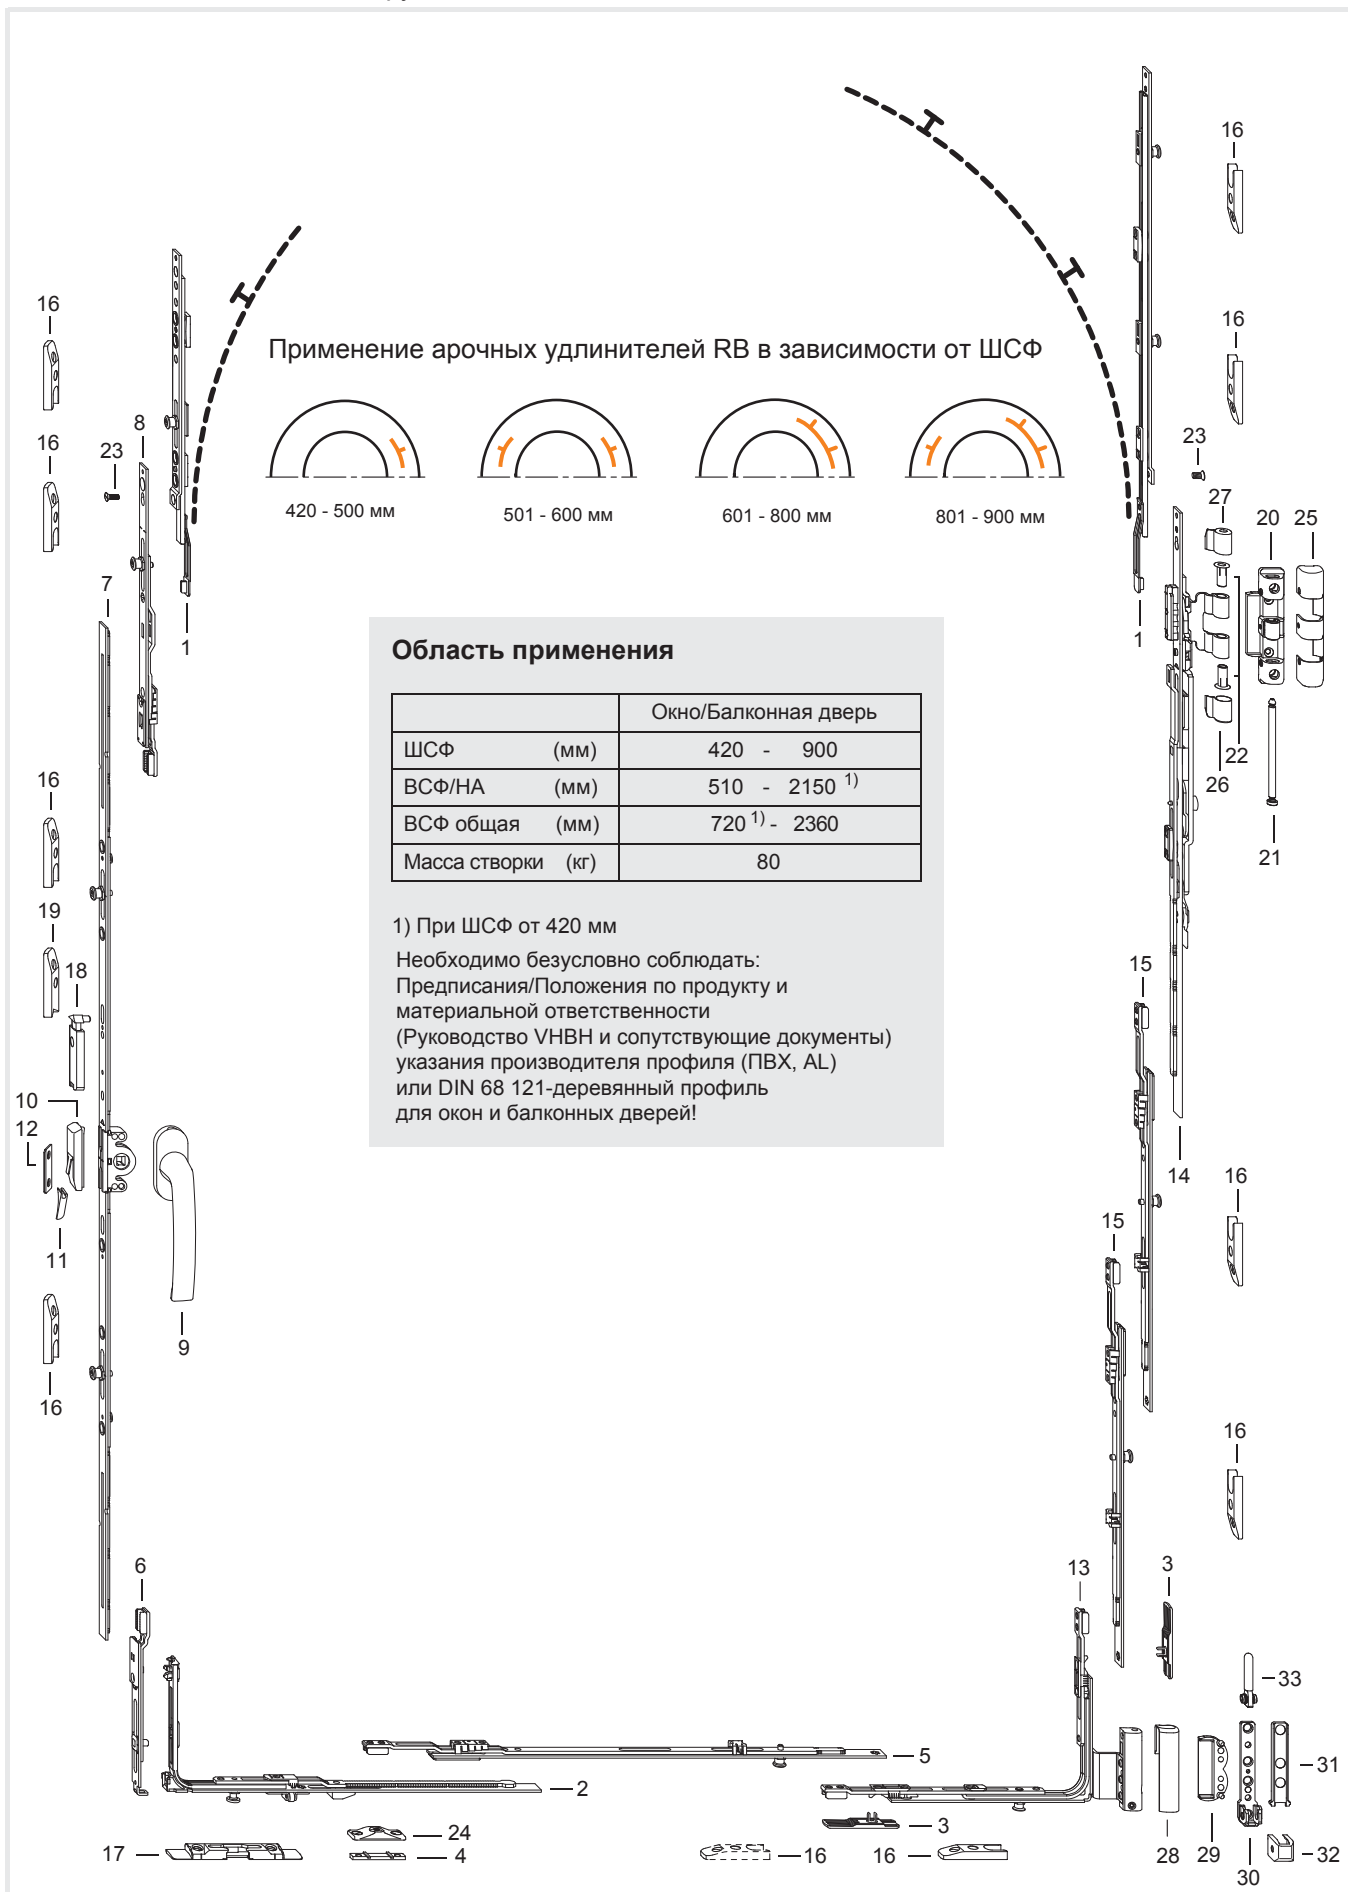 16
16
16
Применение арочных удлинителей RB в зависимости от ШСФ
8
16
23
23
27
20
25
420 - 500 мм
501 - 600 мм
601 - 800 мм
801 - 900 мм
7
1
1
Область применения
Окно/Балконная дверь
ШСФ (мм) 420 - 900
ВСФ/НА (мм) 510 - 2150 1)
ВСФ общая (мм) 720 1) - 2360
Масса створки (кг) 80
22
26
16
21
19
1) При ШСФ от 420 мм
Необходимо безусловно соблюдать:
Предписания/Положения по продукту и
материальной ответственности
(Руководство VHBH и сопутствующие документы)
указания производителя профиля (ПВХ, AL)
или DIN 68 121-деревянный профиль
для окон и балконных дверей!
18
15
10
12
14
16
15
11
9
16
16
6
13
3
33
5
31
2
24
3
17
4
16
16
28
29
30
32